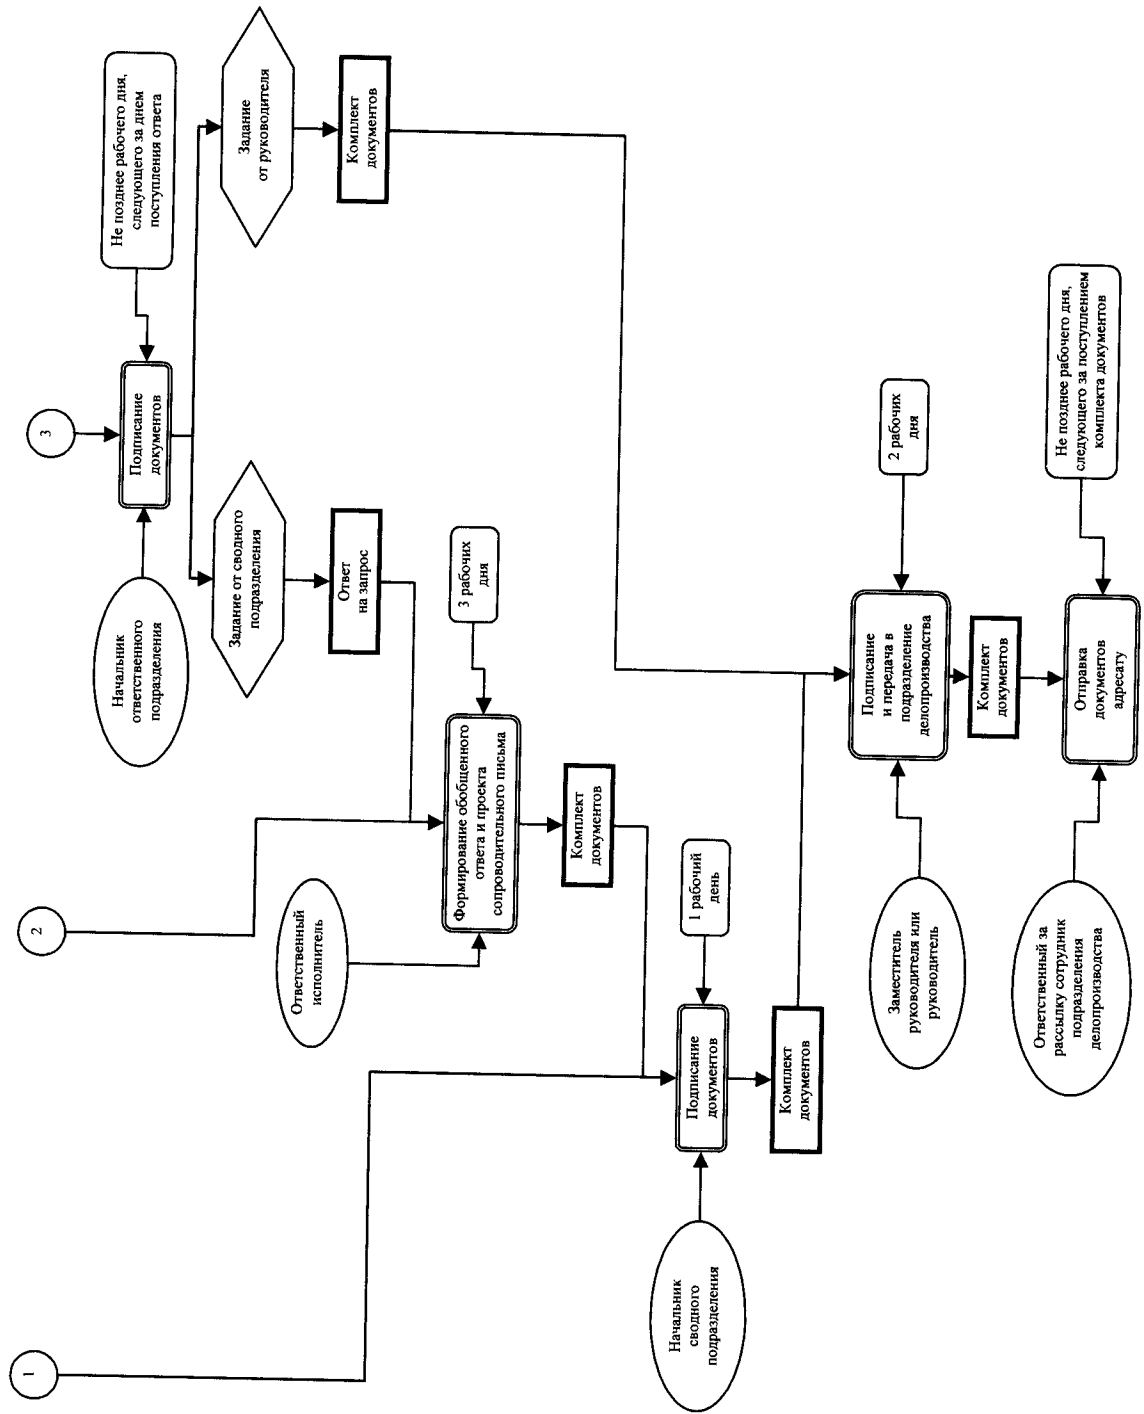 1
2
3
Начальник
ответственного
подразделения
Подписание
документов
Не позднее рабочего дня,
следующего за днем
поступления ответа
Задание от сводного
подразделения
Задание
от руководителя
Ответ
на запрос
Комплект
документов
Ответственный
исполнитель
Формирование обобщенного
ответа и проекта
сопроводительного письма
3 рабочих
дня
Комплект
документов
Начальник
сводного
подразделения
Подписание
документов
1 рабочий
день
Комплект
документов
Заместитель
руководителя или
руководитель
Подписание
и передача в
подразделение
делопроизводства
2 рабочих
дня
Комплект
документов
Ответственный за
рассылку сотрудник
подразделения
делопроизводства
Отправка
документов
адресату
Не позднее рабочего дня,
следующего за поступлением
комплекта документов